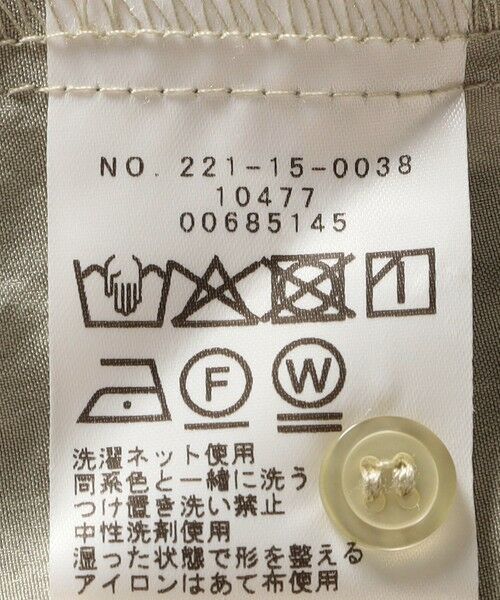 NO. 221-15-0038
10477
00685145
F W
洗濯ネット使用
同系色と一緒に洗う
つけ置き洗い禁止
中性洗剤使用
湿った状態で形を整える
アイロンはあて布使用